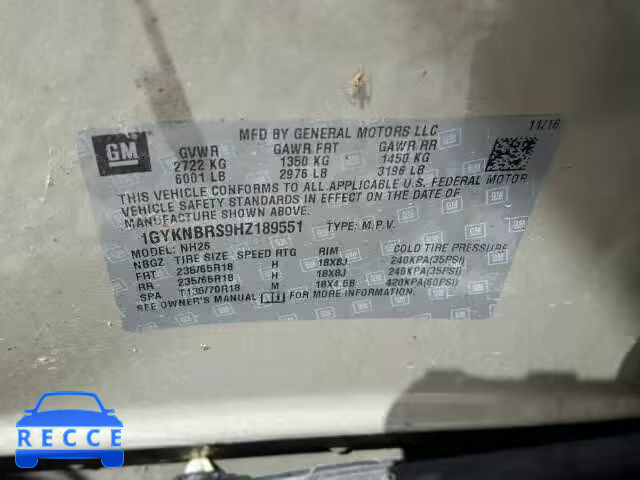 GM
MFD BY GENERAL MOTORS LLC
11/16
GVWR GAWR FRT GAWR RR
2722 KG 1350 KG 1450 KG
6001 LB 2976 LB 3196 LB
THIS VEHICLE CONFORMS TO ALL APPLICABLE U.S. FEDERAL MOTOR
VEHICLE SAFETY STANDARDS IN EFFECT ON THE DATE OF
MANUFACTURE SHOWN ABOVE.
1GYKNBRS9HZ189551 TYPE: M.P.V.
MODEL: NH26
NBGZ TIRE SIZE SPEED RTG RIM COLD TIRE PRESSURE
FRT 235/65R18 H 18X8J 240KPA(35PSI)
RR 235/65R18 H 18X8J 240KPA(35PSI)
SPA T135/70R18 M 18X4.5B 420KPA(60PSI)
SEE OWNER'S MANUAL
RECCE